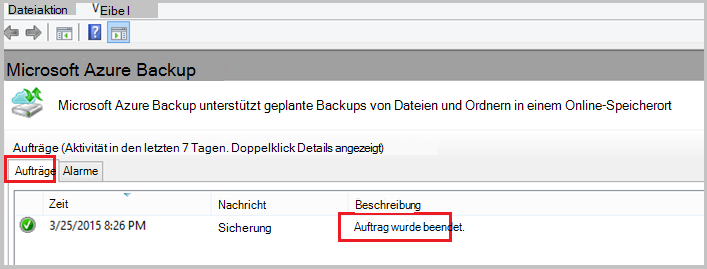 Dateiaktion VEibel
Microsoft Azure Backup
Microsoft Azure Backup unterstützt geplante Backups von Dateien und Ordnern in einem Online-Speicherort
Aufträge (Aktivität in den letzten 7 Tagen. Doppelklick Details angezeigt)
Aufträge Alarme
Zeit Nachricht Beschreibung
3/25/2015 8:26 PM Sicherung Auftrag wurde beendet.